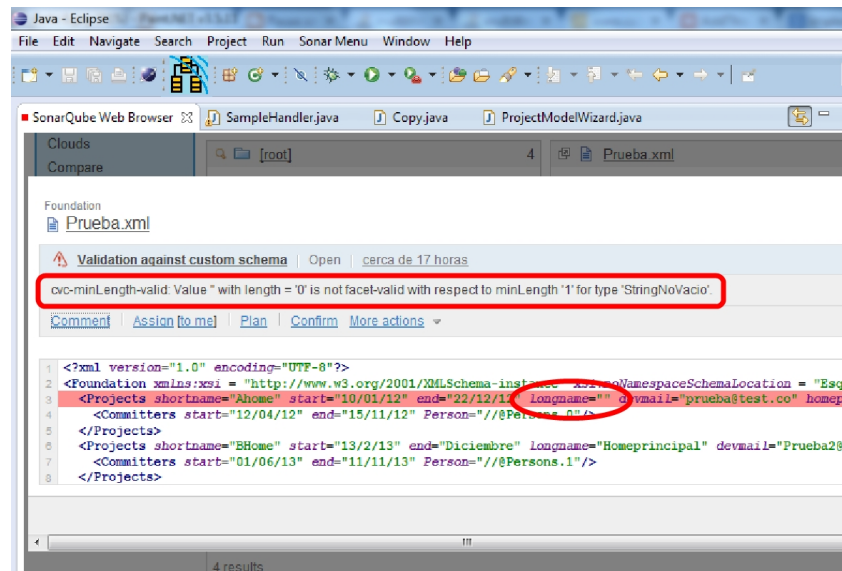 Java - Eclipse
File Edit Navigate Search Project Run Sonar Menu Window Help
SonarQube Web Browser SampleHandler.java Copy.java ProjectModelWizard.java
Clouds
Compare
[root] 4 Prueba.xml
Foundation
Prueba.xml
Validation against custom schema Open cerca de 17 horas
cvc-minLength-valid: Value '' with length = '0' is not facet-valid with respect to minLength '1' for type 'StringNoVacio'.
Comment Assign [to me] Plan Confirm More actions
1 <?xml version="1.0" encoding="UTF-8"?>
2 <Foundation xmlns:xsi = "http://www.w3.org/2001/XMLSchema-instance" xsi:noNamespaceSchemaLocation = "Esq
3 <Projects shortname="Ahome" start="10/01/12" end="22/12/12" longname="" devmail="prueba@test.co" homep
4 <Committers start="12/04/12" end="15/11/12" Person="//@Persons.0"/>
5 </Projects>
6 <Projects shortname="BHome" start="13/2/13" end="Diciembre" longname="Homeprincipal" devmail="Prueba2@
7 <Committers start="01/06/13" end="11/11/13" Person="//@Persons.1"/>
8 </Projects>
4 results